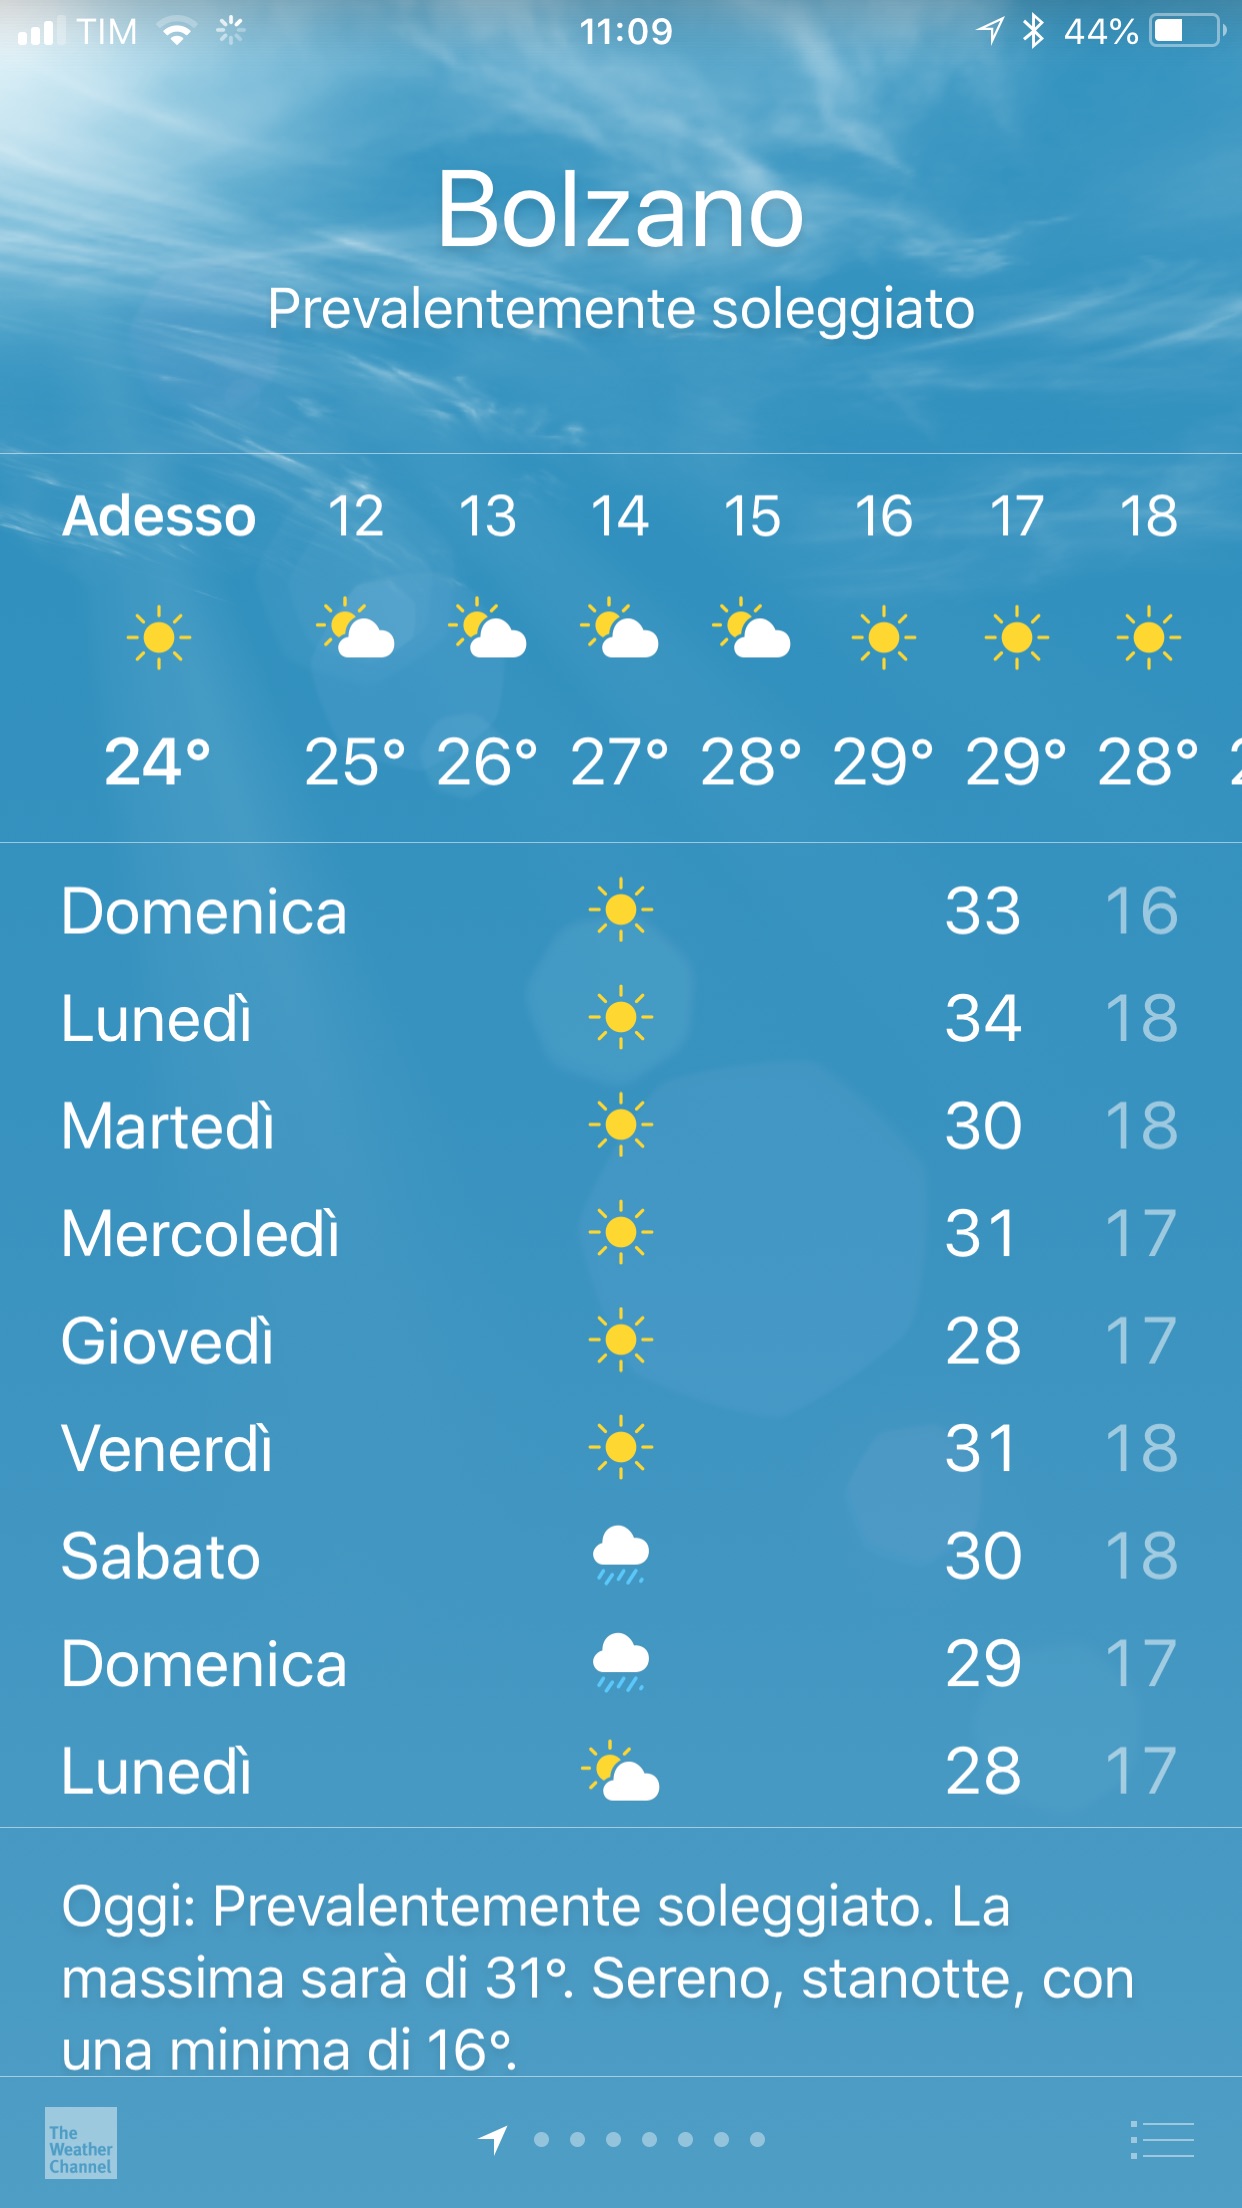 TIM 11:09 44%
Bolzano
Prevalentemente soleggiato
Adesso 12 13 14 15 16 17 18
24° 25° 26° 27° 28° 29° 29° 28°
Domenica 33 16
Lunedì 34 18
Martedì 30 18
Mercoledì 31 17
Giovedì 28 17
Venerdì 31 18
Sabato 30 18
Domenica 29 17
Lunedì 28 17
Oggi: Prevalentemente soleggiato. La
massima sarà di 31°. Sereno, stanotte, con
una minima di 16°.
The
Weather
Channel